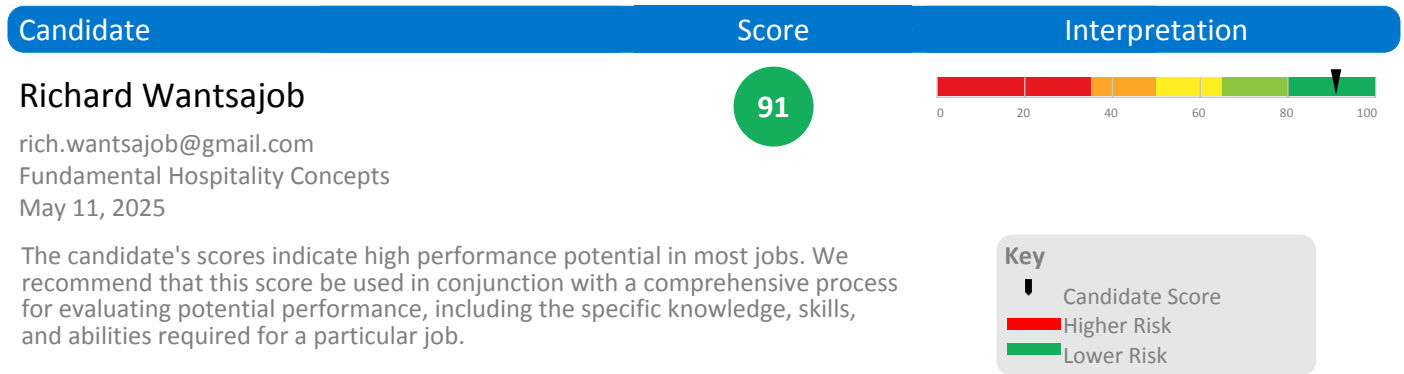 Candidate Score Interpretation
Richard Wantsajob
91
0 20 40 60 80 100
rich.wantsajob@gmail.com
Fundamental Hospitality Concepts
May 11, 2025
The candidate's scores indicate high performance potential in most jobs. We
recommend that this score be used in conjunction with a comprehensive process
for evaluating potential performance, including the specific knowledge, skills,
and abilities required for a particular job.
Key
Candidate Score
Higher Risk
Lower Risk